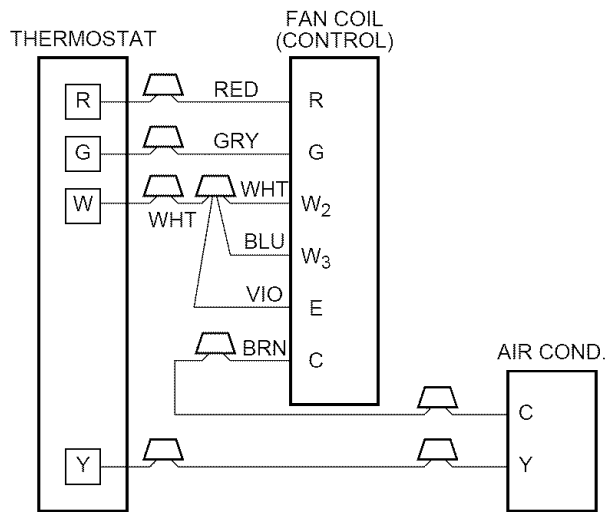 FAN COIL
(CONTROL)
THERMOSTAT
R RED R
G GRY G
W WHT WHT W2
BLU W3
VIO E
BRN C
AIR COND.
C
Y Y